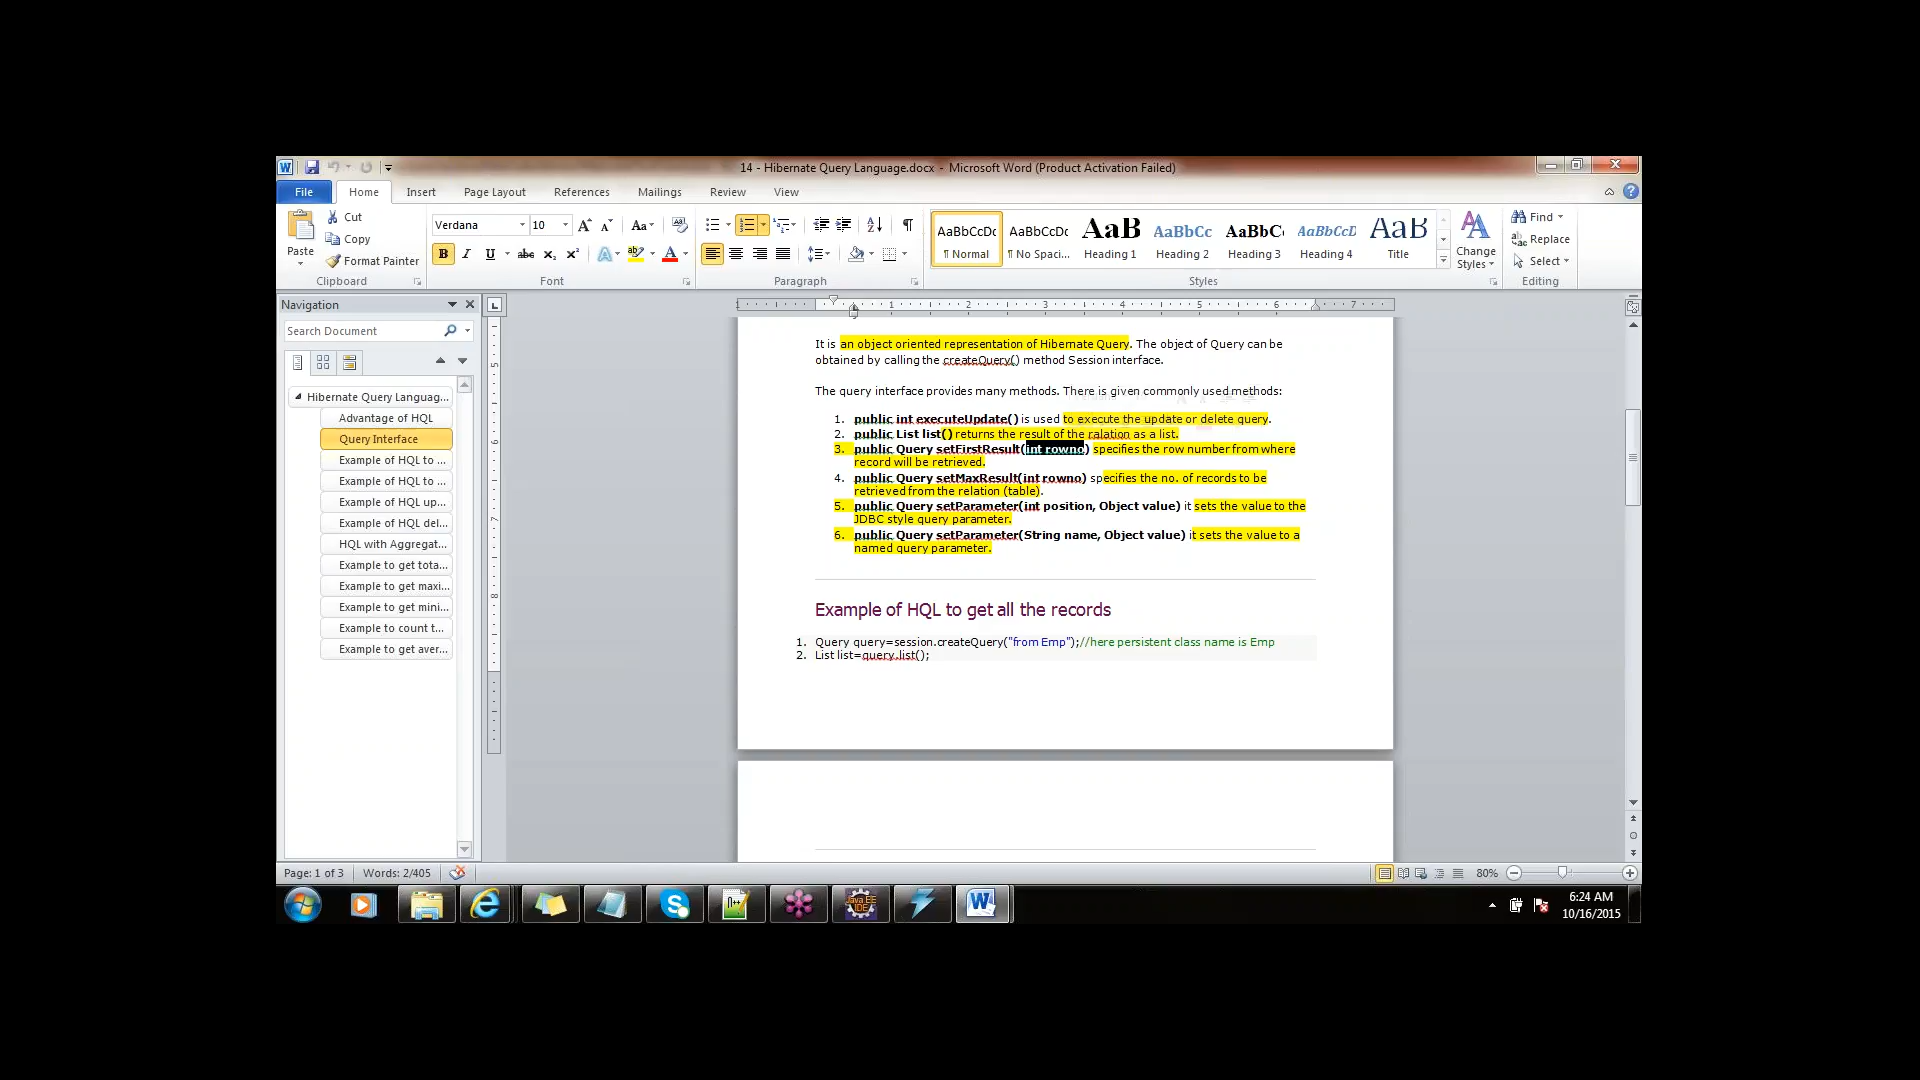 14 - Hibernate Query Language.docx - Microsoft Word (Product Activation Failed)
File Home Insert Page Layout References Mailings Review View
Paste
Cut
Copy
Format Painter
Clipboard
Verdana 10
Font
Paragraph
AaBbCcDc AaBbCcDc AaB AaBbCc AaBbC AaBbCcD AaB
¶ Normal ¶ No Spaci... Heading 1 Heading 2 Heading 3 Heading 4 Title
Change
Styles
Styles
Find
Replace
Select
Editing
Navigation
Search Document
Hibernate Query Languag...
Advantage of HQL
Query Interface
Example of HQL to ...
Example of HQL to ...
Example of HQL up...
Example of HQL del...
HQL with Aggregat...
Example to get tota...
Example to get maxi...
Example to get mini...
Example to count t...
Example to get aver...
1 1 2 3 4 5 6 7
It is an object oriented representation of Hibernate Query. The object of Query can be
obtained by calling the createQuery() method Session interface.
The query interface provides many methods. There is given commonly used methods:
1. public int executeUpdate() is used to execute the update or delete query.
2. public List list() returns the result of the ralation as a list.
3. public Query setFirstResult(int rowno) specifies the row number from where
record will be retrieved.
4. public Query setMaxResult(int rowno) specifies the no. of records to be
retrieved from the relation (table).
5. public Query setParameter(int position, Object value) it sets the value to the
JDBC style query parameter.
6. public Query setParameter(String name, Object value) it sets the value to a
named query parameter.
Example of HQL to get all the records
1. Query query=session.createQuery("from Emp");//here persistent class name is Emp
2. List list=query.list();
Page: 1 of 3 Words: 2/405 80%
Java EE
IDE
6:24 AM
10/16/2015